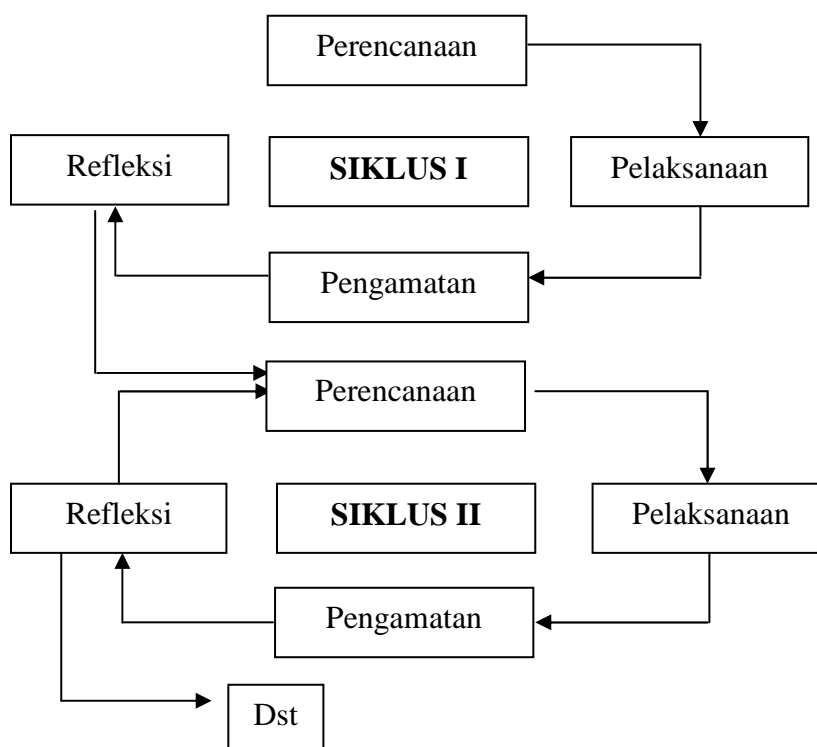 Perencanaan
Refleksi
SIKLUS I
Pelaksanaan
Pengamatan
Perencanaan
Refleksi
SIKLUS II
Pelaksanaan
Pengamatan
Dst